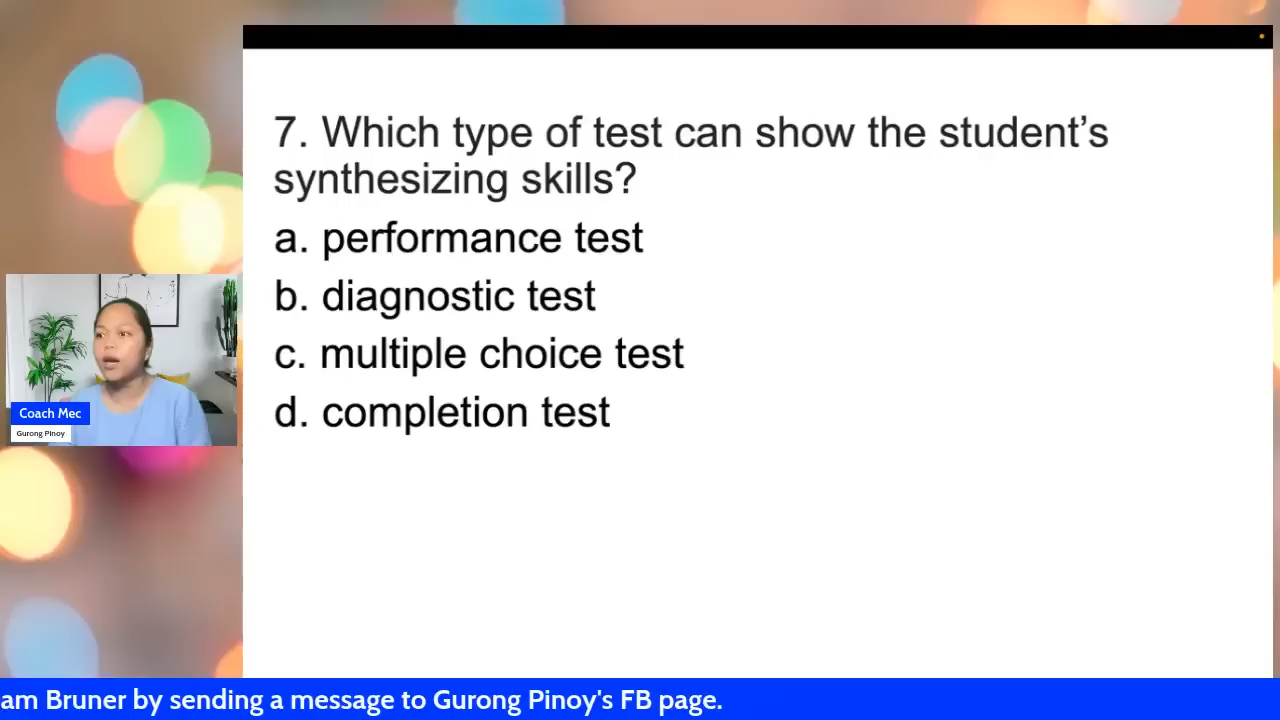 7. Which type of test can show the student’s
synthesizing skills?
a. performance test
b. diagnostic test
c. multiple choice test
d. completion test
Coach Mec
Gurong Pinoy
am Bruner by sending a message to Gurong Pinoy's FB page.